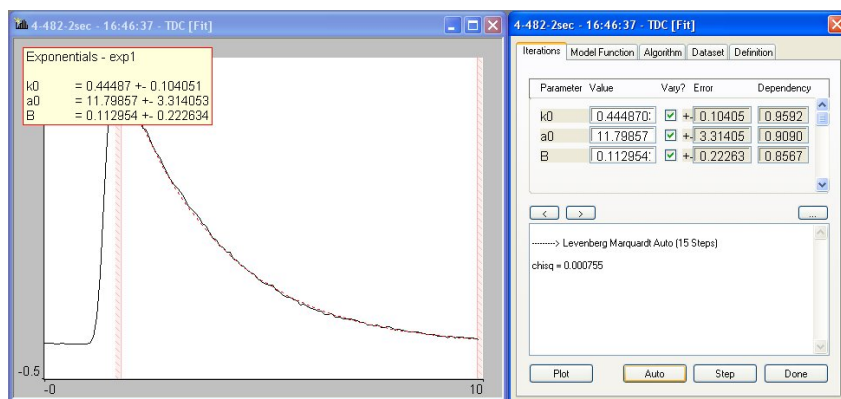 4-482-2sec - 16:46:37 - TDC [Fit]
Exponentials - exp1
k0 = 0.44487 +- 0.104051
a0 = 11.79857 +- 3.314053
B = 0.112954 +- 0.222634
-0.5
-0
10
4-482-2sec - 16:46:37 - TDC [Fit]
Iterations Model Function Algorithm Dataset Definition
Parameter Value Vary? Error Dependency
k0 0.444870: +- 0.10405 0.9592
a0 11.79857 +- 3.31405 0.9090
B 0.112954: +- 0.22263 0.8567
< > ...
--------> Levenberg Marquardt Auto (15 Steps)
chisq = 0.000755
Plot Auto Step Done